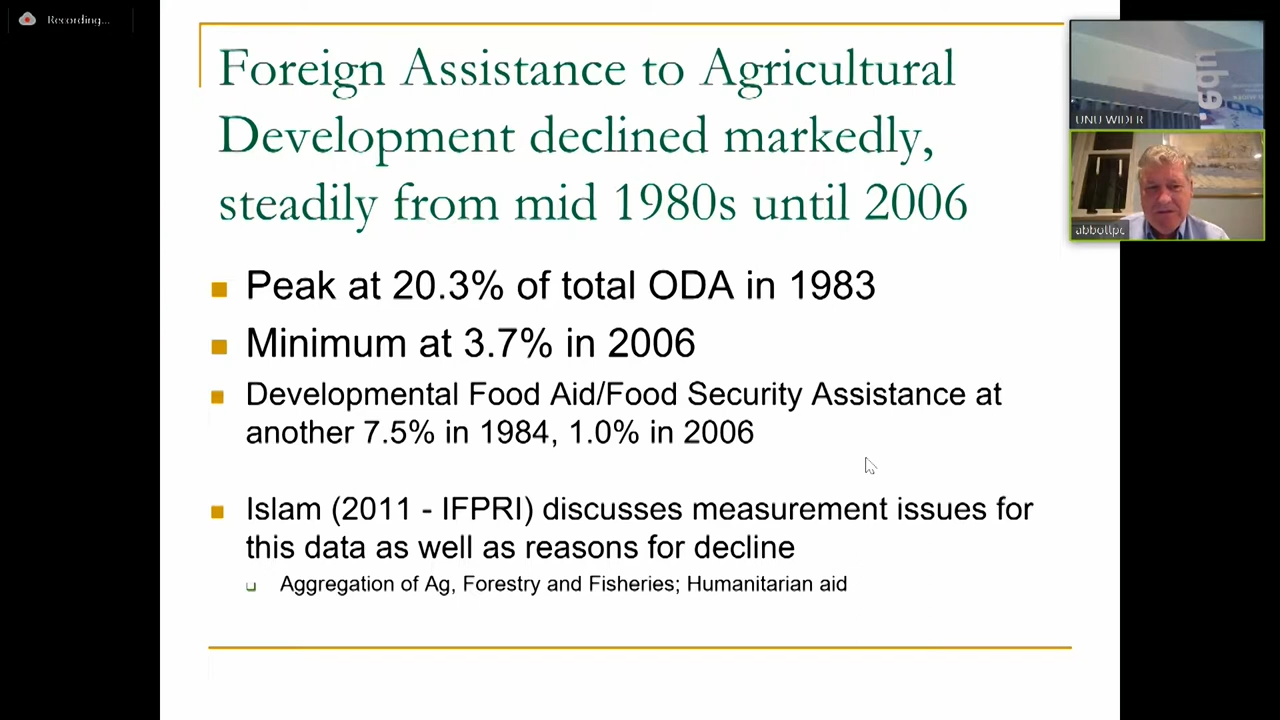 Recording...
Foreign Assistance to Agricultural
Development declined markedly,
steadily from mid 1980s until 2006
Peak at 20.3% of total ODA in 1983
Minimum at 3.7% in 2006
Developmental Food Aid/Food Security Assistance at
another 7.5% in 1984, 1.0% in 2006
Islam (2011 - IFPRI) discusses measurement issues for
this data as well as reasons for decline
Aggregation of Ag, Forestry and Fisheries; Humanitarian aid
uba
UNU WIDER
abbottpc